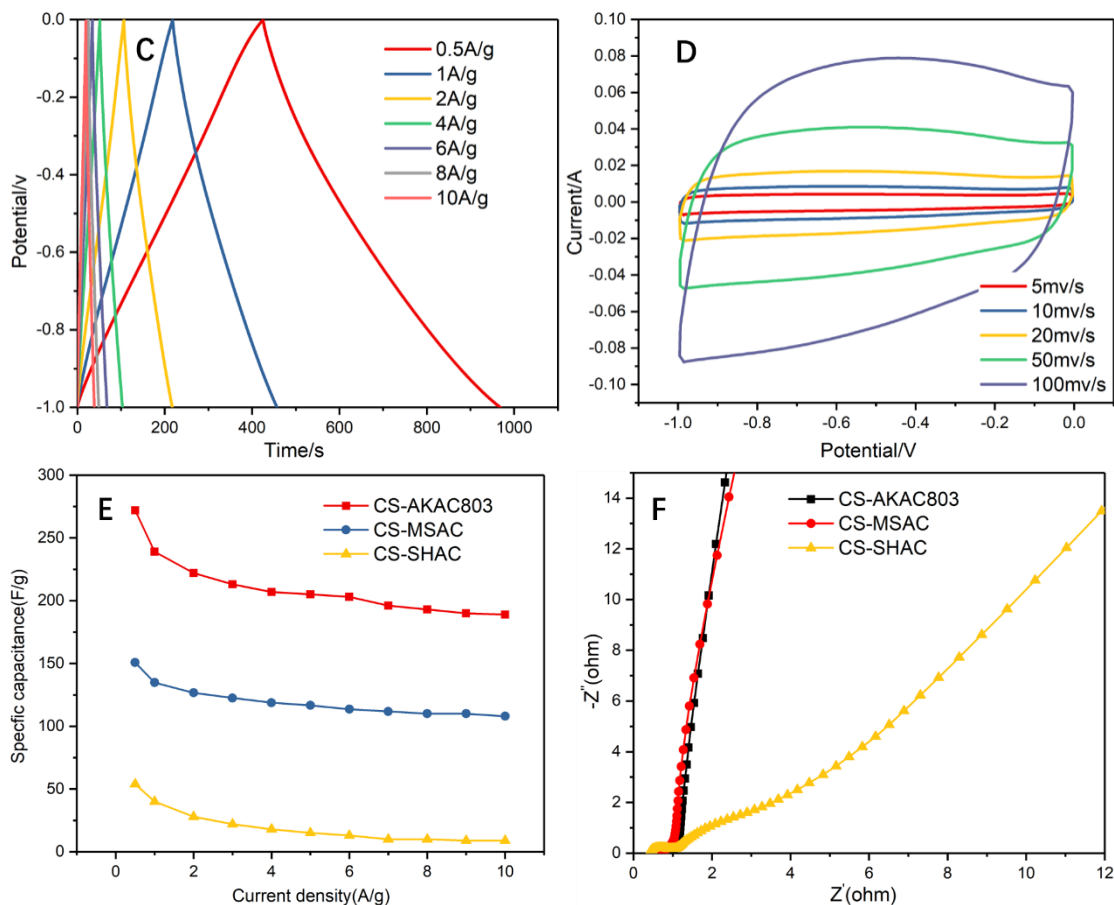 C
0.5A/g
1A/g
2A/g
4A/g
6A/g
8A/g
10A/g
0.0
-0.2
-0.4
-0.6
-0.8
-1.0
Potential/v
0
200
400
600
800
1000
Time/s
D
5mv/s
10mv/s
20mv/s
50mv/s
100mv/s
0.10
0.08
0.06
0.04
0.02
0.00
-0.02
-0.04
-0.06
-0.08
-0.10
Current/A
-1.0
-0.8
-0.6
-0.4
-0.2
0.0
Potential/V
E
CS-AKAC803
CS-MSAC
CS-SHAC
300
250
200
150
100
50
0
Specfic capacitance(F/g)
0
2
4
6
8
10
Current density(A/g)
F
CS-AKAC803
CS-MSAC
CS-SHAC
14
12
10
8
6
4
2
0
-Z''(ohm)
0
2
4
6
8
10
12
Z'(ohm)